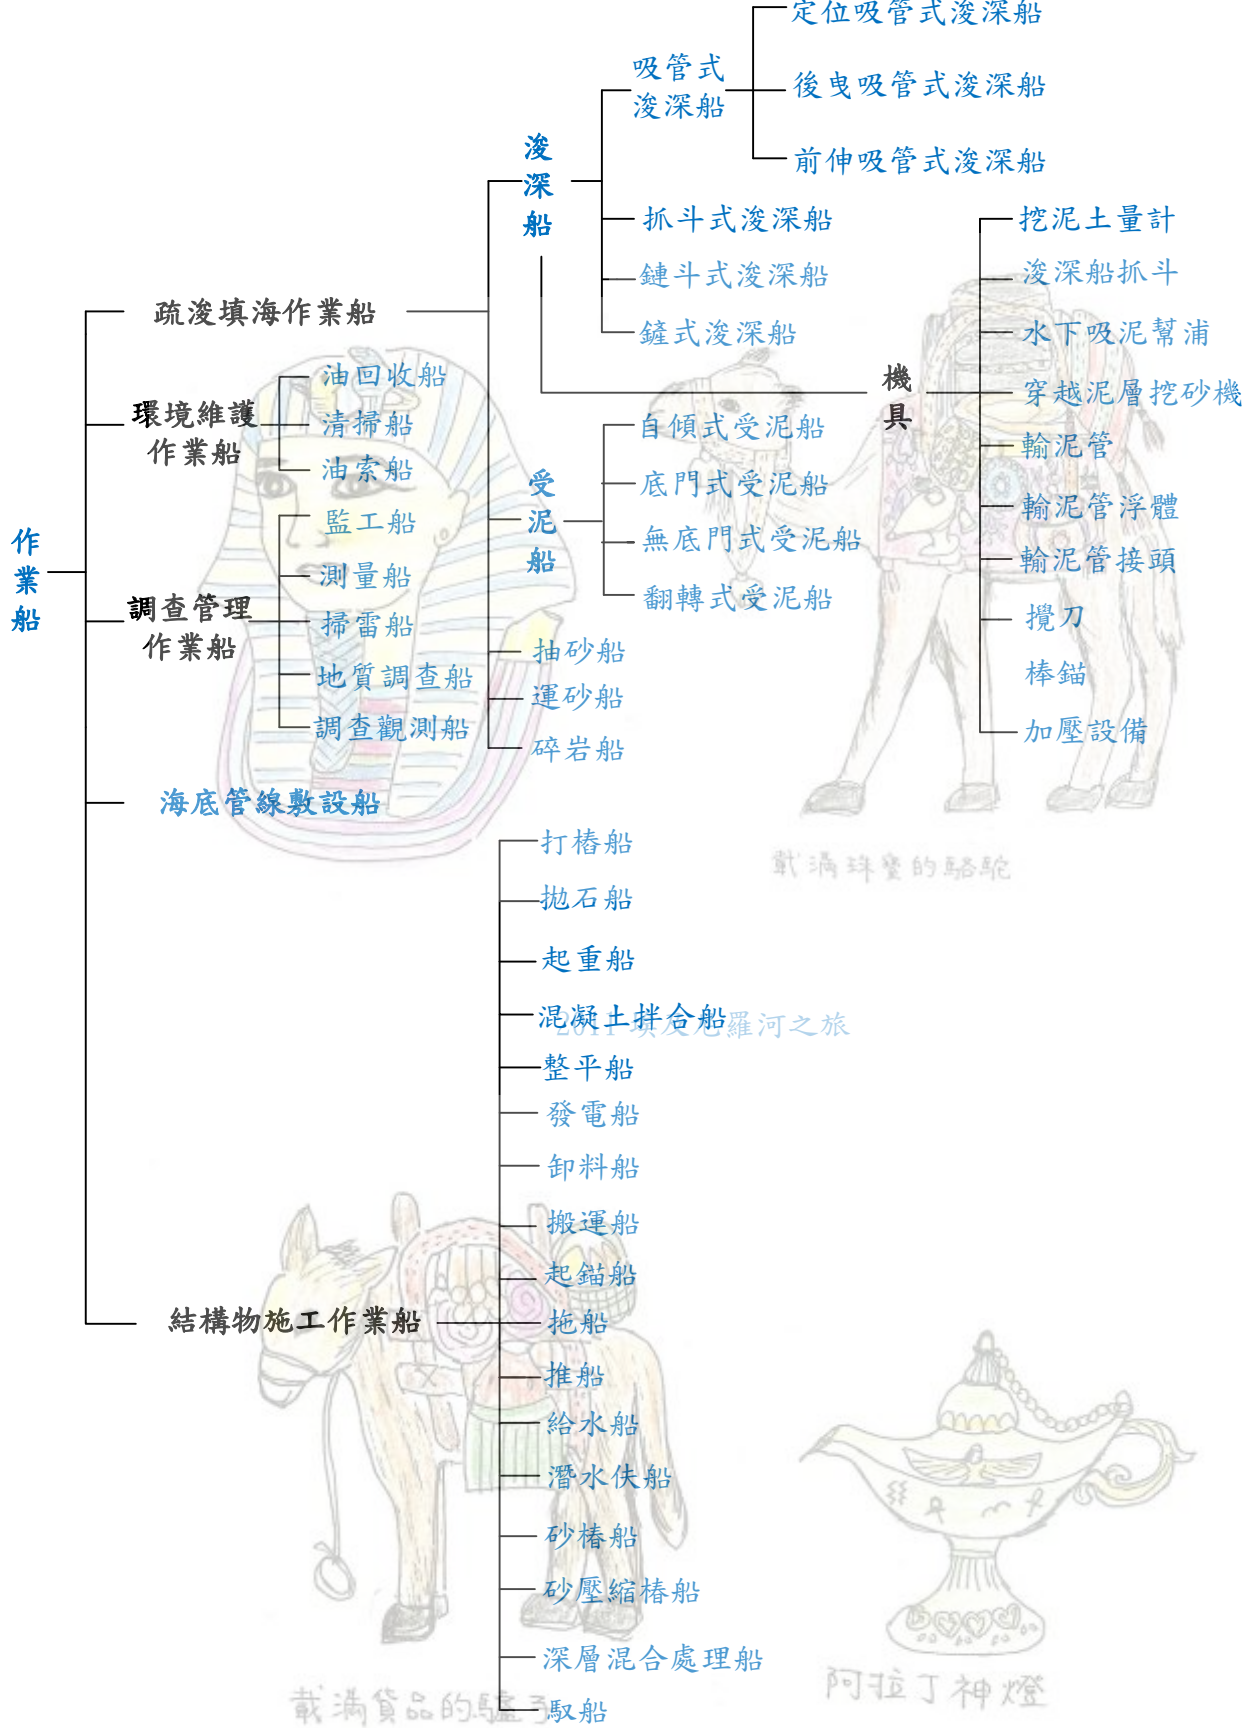 作業船
疏浚填海作業船
浚深船
吸管式
浚深船
定位吸管式浚深船
後曳吸管式浚深船
前伸吸管式浚深船
抓斗式浚深船
鏈斗式浚深船
鏟式浚深船
機具
挖泥土量計
浚深船抓斗
水下吸泥幫浦
穿越泥層挖砂機
輸泥管
輸泥管浮體
輸泥管接頭
攪刀
棒錨
加壓設備
受泥船
自傾式受泥船
底門式受泥船
無底門式受泥船
翻轉式受泥船
抽砂船
運砂船
碎岩船
環境維護
作業船
油回收船
清掃船
油索船
調查管理
作業船
監工船
測量船
掃雷船
地質調查船
調查觀測船
海底管線敷設船
結構物施工作業船
打樁船
拋石船
起重船
混凝土拌合船
整平船
發電船
卸料船
搬運船
起錨船
拖船
推船
給水船
潛水伕船
砂樁船
砂壓縮樁船
深層混合處理船
馭船
載滿珠寶的駱駝
2011 埃及尼羅河之旅
載滿貨品的驢子
阿拉丁神燈